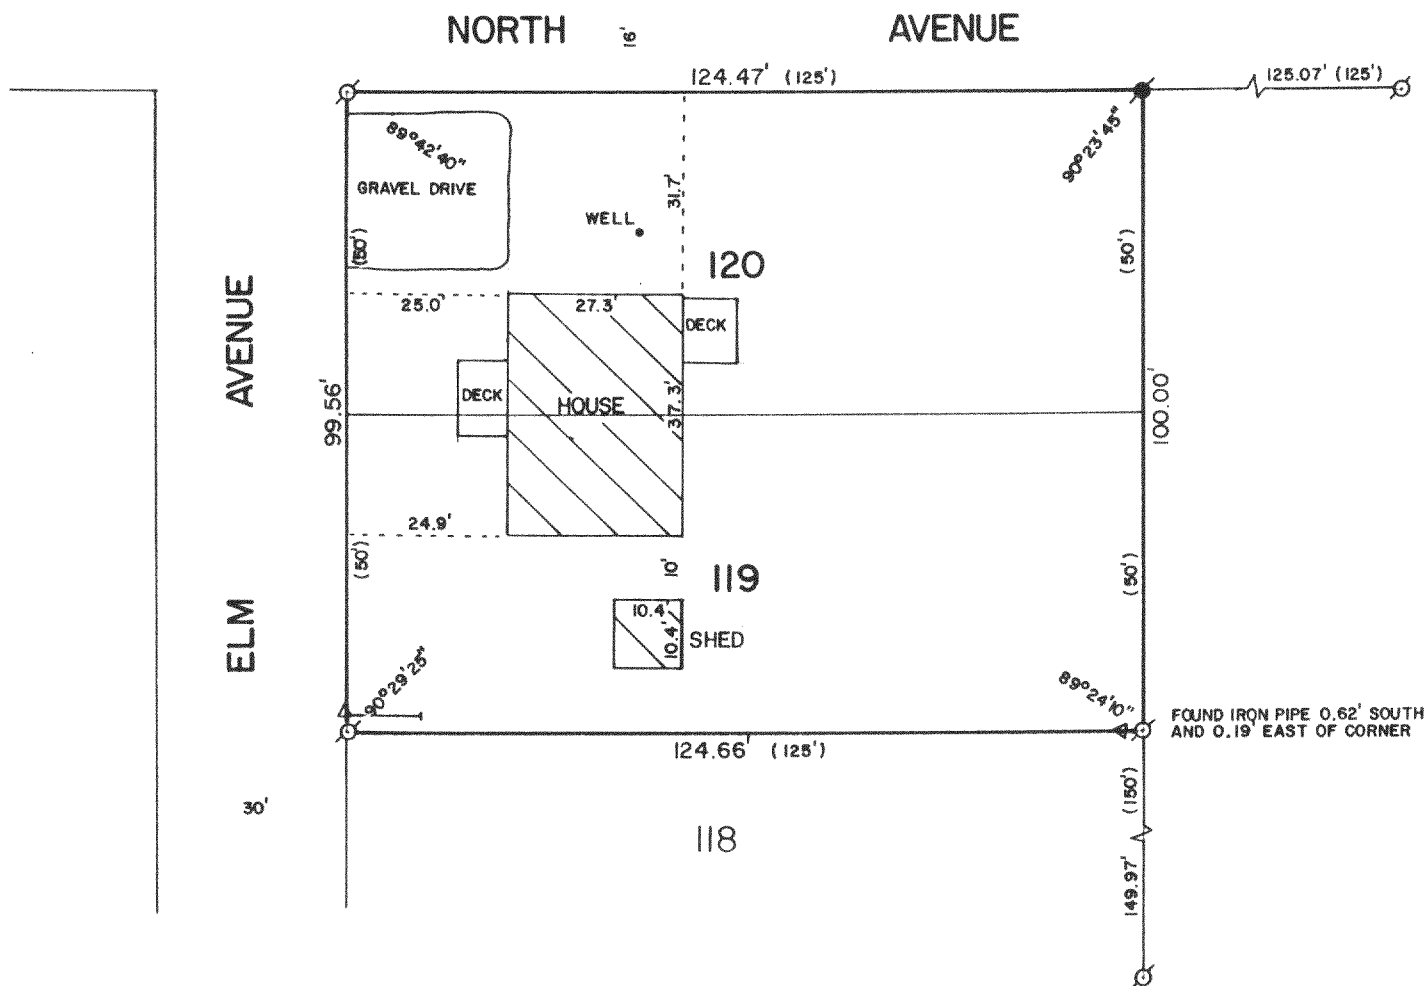 NORTH AVENUE
16'
124.47' (125')
125.07' (125')
89°42'40"
90°23'45"
GRAVEL DRIVE
31.7'
WELL
(50')
(50')
120
25.0'
27.3'
DECK
AVENUE
99.56'
DECK
HOUSE
37.3'
100.00'
24.9'
(50')
10'
119
(50')
10.4'
10.4'
SHED
ELM
90°29'25"
89°24'10"
FOUND IRON PIPE 0.62' SOUTH
AND 0.19' EAST OF CORNER
124.66' (125')
30'
(150')
118
149.97'